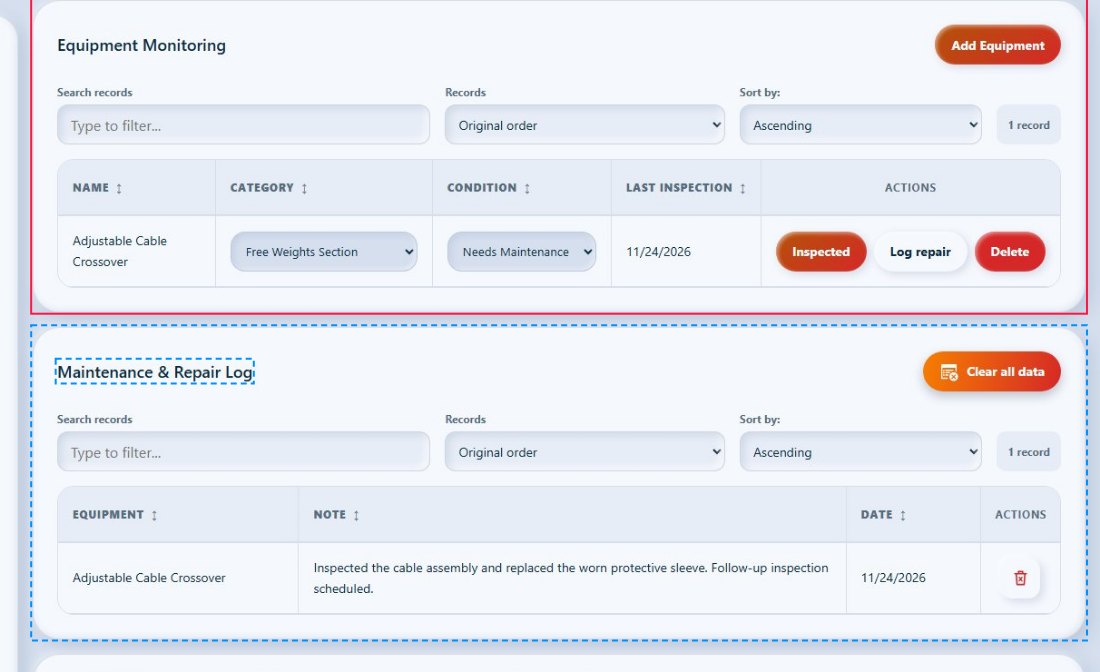 Equipment Monitoring
Add Equipment
Search records
Records
Sort by:
Type to filter...
Original order
Ascending
1 record
NAME ↕
CATEGORY ↕
CONDITION ↕
LAST INSPECTION ↕
ACTIONS
Adjustable Cable
Crossover
Free Weights Section
Needs Maintenance
11/24/2026
Inspected
Log repair
Delete
Maintenance & Repair Log
Clear all data
Search records
Records
Sort by:
Type to filter...
Original order
Ascending
1 record
EQUIPMENT ↕
NOTE ↕
DATE ↕
ACTIONS
Adjustable Cable Crossover
Inspected the cable assembly and replaced the worn protective sleeve. Follow-up inspection
scheduled.
11/24/2026